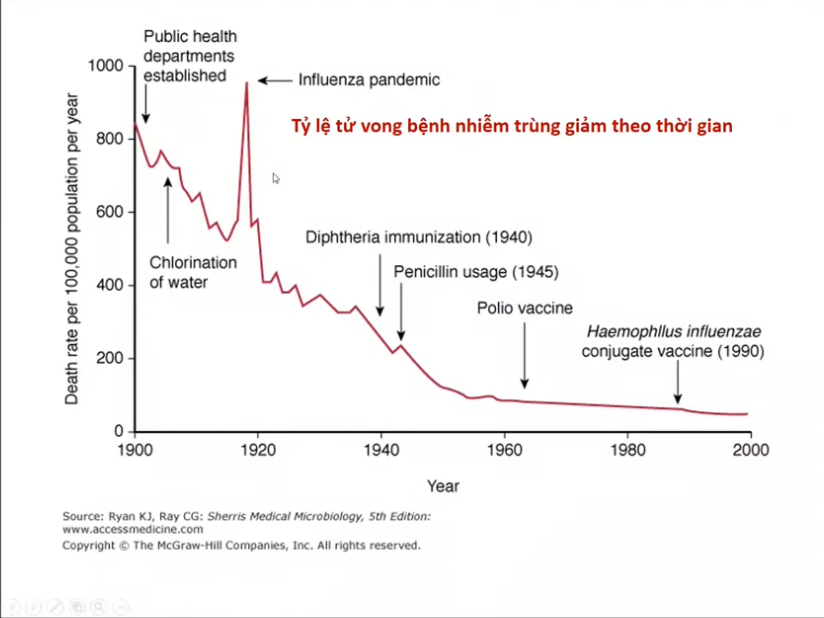 Public health
departments
established
Influenza pandemic
Tỷ lệ tử vong bệnh nhiễm trùng giảm theo thời gian
Death rate per 100,000 population per year
1000
800
600
400
200
0
Chlorination
of water
Diphtheria immunization (1940)
Penicillin usage (1945)
Polio vaccine
Haemophllus influenzae
conjugate vaccine (1990)
1900 1920 1940 1960 1980 2000
Year
Source: Ryan KJ, Ray CG: Sherris Medical Microbiology, 5th Edition:
www.accessmedicine.com
Copyright © The McGraw-Hill Companies, Inc. All rights reserved.